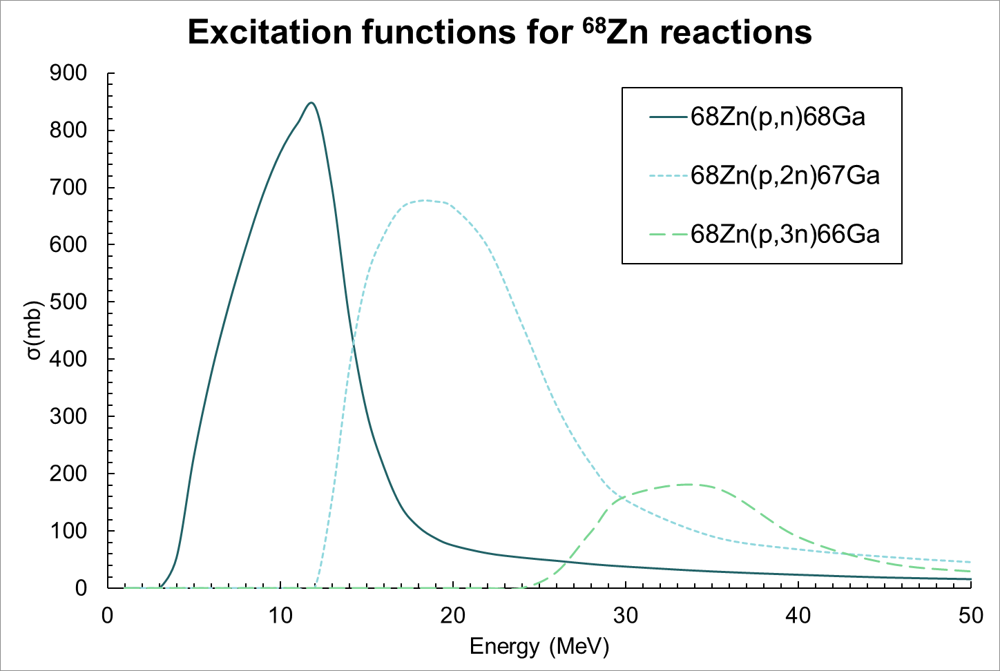 Excitation functions for ⁶⁸Zn reactions
900
800
700
600
500
400
300
200
100
0
σ(mb)
68Zn(p,n)68Ga
68Zn(p,2n)67Ga
68Zn(p,3n)66Ga
0 10 20 30 40 50
Energy (MeV)